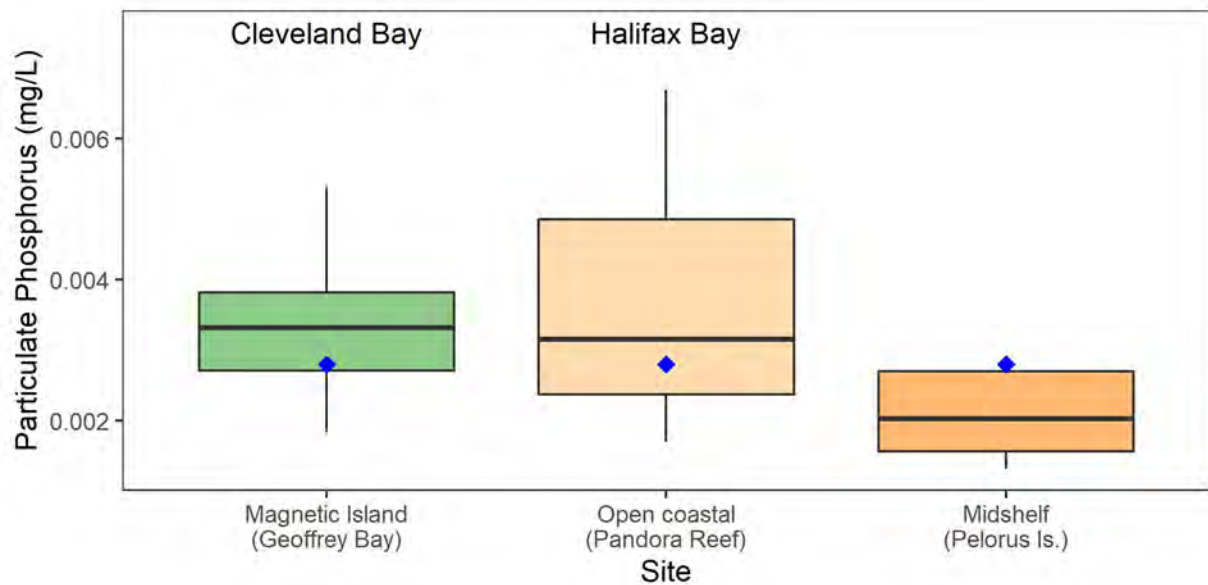 Cleveland Bay
Halifax Bay
Particulate Phosphorus (mg/L)
0.006
0.004
0.002
Magnetic Island
(Geoffrey Bay)
Open coastal
(Pandora Reef)
Midshelf
(Pelorus Is.)
Site